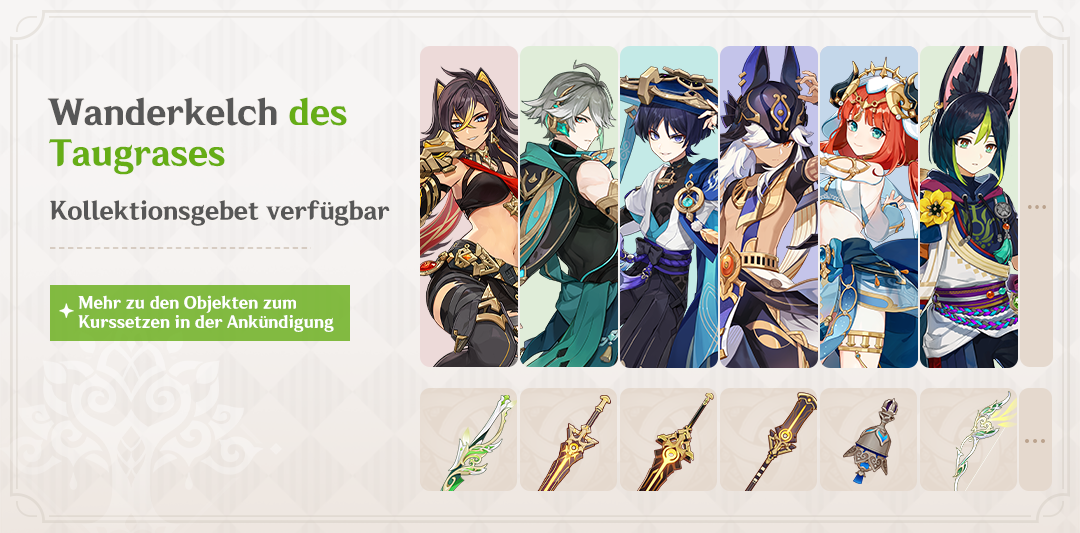 Wanderkelch des
Taugrases
Kollektionsgebet verfügbar
Mehr zu den Objekten zum
Kurssetzen in der Ankündigung